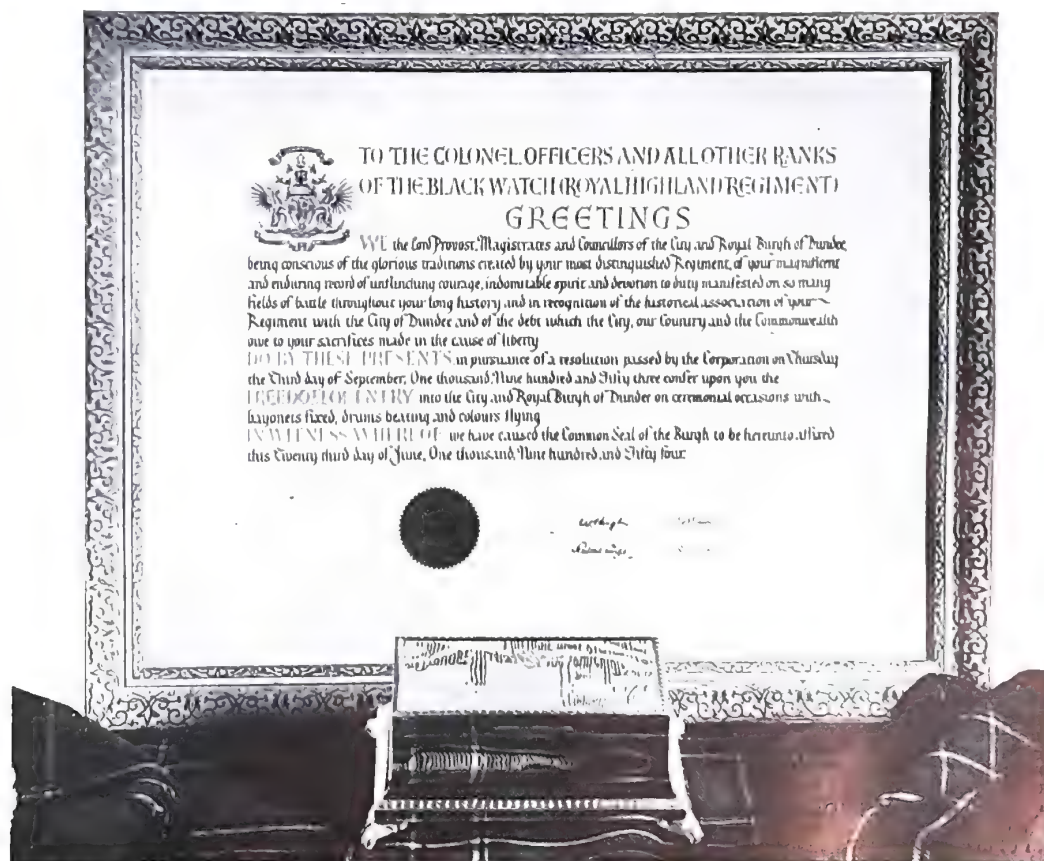 TO THE COLONEL, OFFICERS AND ALL OTHER RANKS
OF THE BLACK WATCH (ROYAL HIGHLAND REGIMENT)
GREETINGS
WE the Lord Provost, Magistrates and Councillors of the City and Royal Burgh of Dundee,
being conscious of the glorious traditions created by your most distinguished Regiment, of your magnificent
and enduring record of unflinching courage, indomitable spirit and devotion to duty manifested on so many
fields of battle throughout your long history and in recognition of the historical association of your
Regiment with the City of Dundee and of the debt which the City, our Country and the Commonwealth
owe to your sacrifices made in the cause of liberty
DO BY THESE PRESENTS in pursuance of a resolution passed by the Corporation on Thursday
the Third day of September, One thousand, Nine hundred and Fifty three confer upon you the
FREEDOM OF ENTRY into the City and Royal Burgh of Dundee on ceremonial occasions with
bayonets fixed, drums beating and colours flying
IN WITNESS WHEREOF we have caused the Common Seal of the Burgh to be hereunto affixed
this Twenty third day of June, One thousand, Nine hundred and Fifty four.